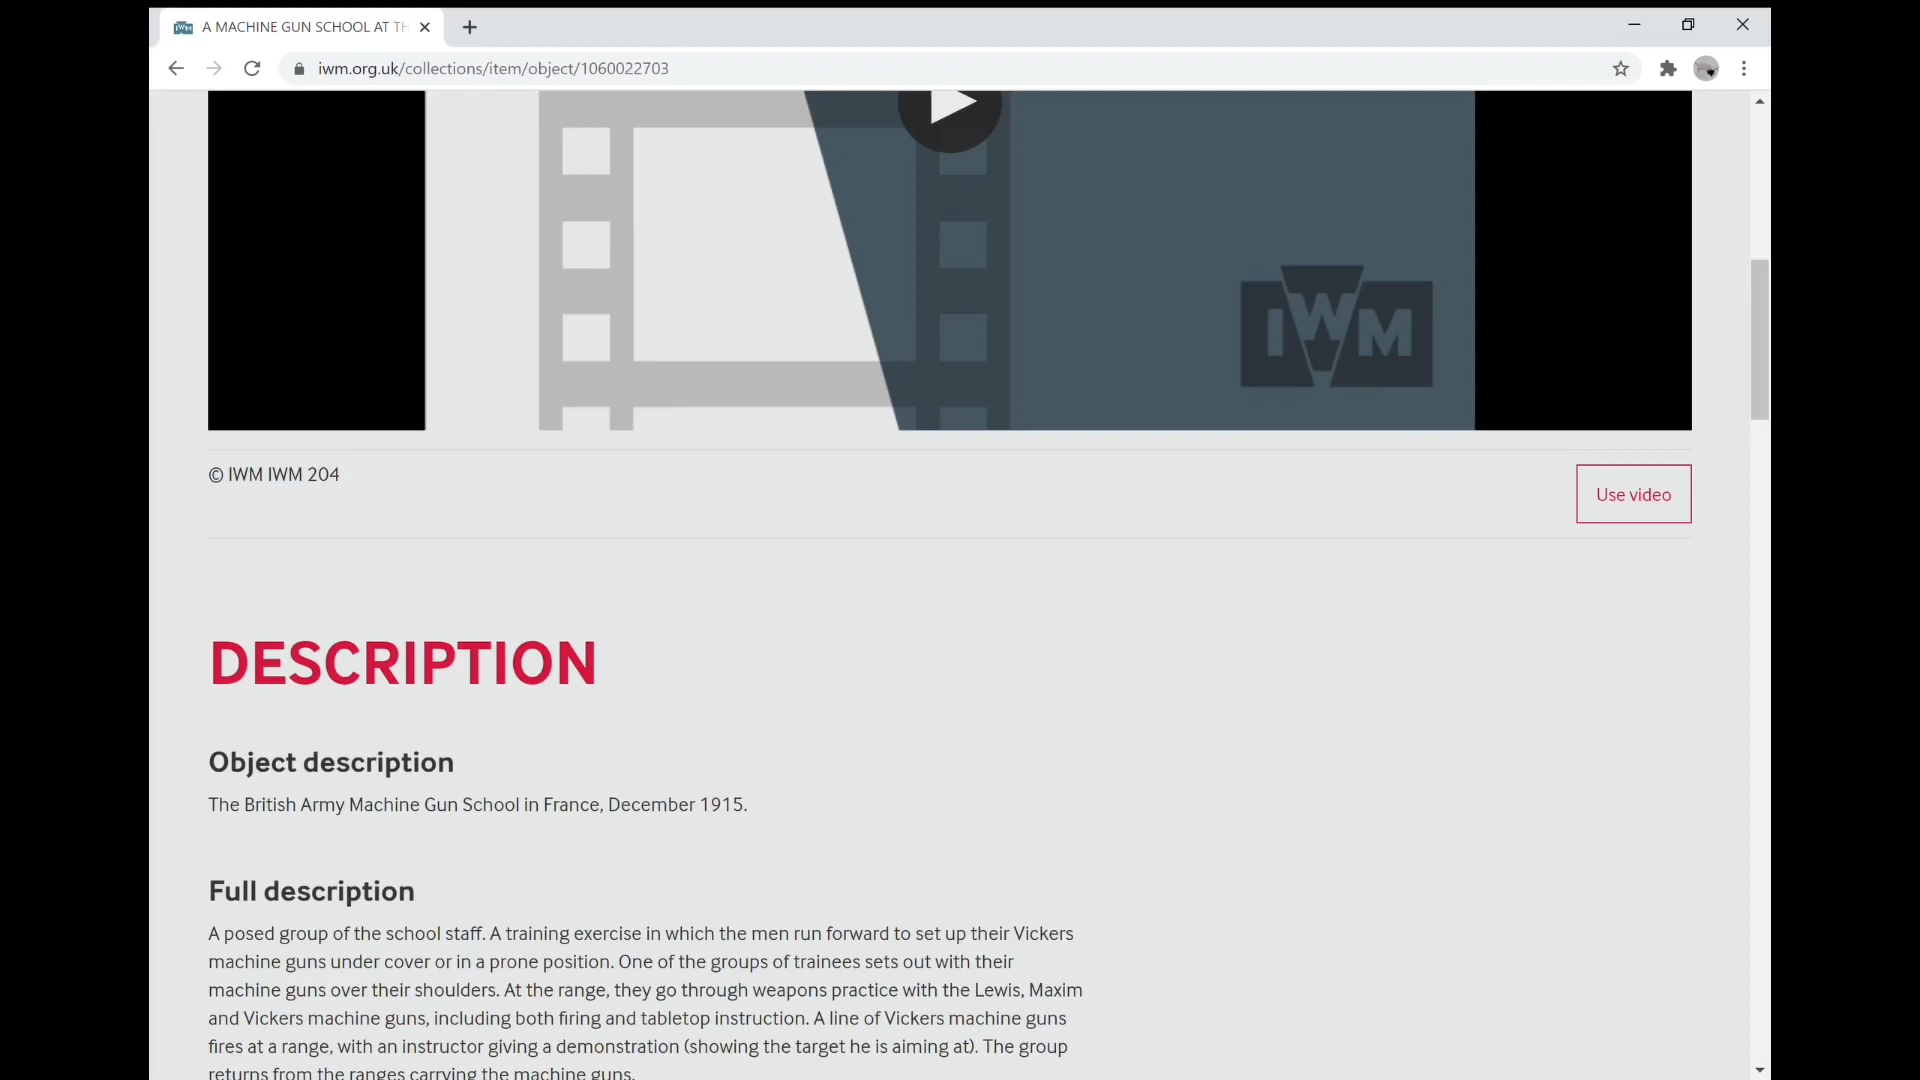 A MACHINE GUN SCHOOL AT TH
iwm.org.uk/collections/item/object/1060022703
IWM
© IWM IWM 204
Use video
DESCRIPTION
Object description
The British Army Machine Gun School in France, December 1915.
Full description
A posed group of the school staff. A training exercise in which the men run forward to set up their Vickers
machine guns under cover or in a prone position. One of the groups of trainees sets out with their
machine guns over their shoulders. At the range, they go through weapons practice with the Lewis, Maxim
and Vickers machine guns, including both firing and tabletop instruction. A line of Vickers machine guns
fires at a range, with an instructor giving a demonstration (showing the target he is aiming at). The group
returns from the ranges carrying the machine guns.